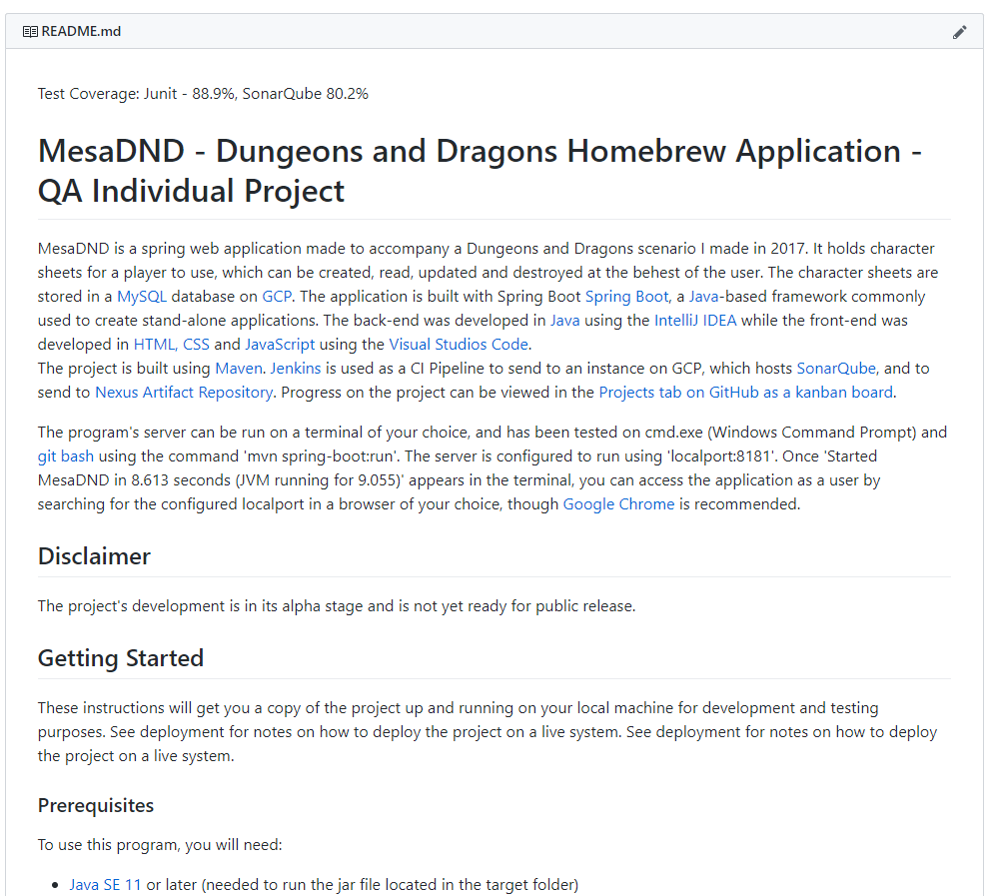 README.md
Test Coverage: Junit - 88.9%, SonarQube 80.2%
MesaDND - Dungeons and Dragons Homebrew Application -
QA Individual Project
MesaDND is a spring web application made to accompany a Dungeons and Dragons scenario I made in 2017. It holds character
sheets for a player to use, which can be created, read, updated and destroyed at the behest of the user. The character sheets are
stored in a MySQL database on GCP. The application is built with Spring Boot Spring Boot, a Java-based framework commonly
used to create stand-alone applications. The back-end was developed in Java using the IntelliJ IDEA while the front-end was
developed in HTML, CSS and JavaScript using the Visual Studios Code.
The project is built using Maven. Jenkins is used as a CI Pipeline to send to an instance on GCP, which hosts SonarQube, and to
send to Nexus Artifact Repository. Progress on the project can be viewed in the Projects tab on GitHub as a kanban board.
The program's server can be run on a terminal of your choice, and has been tested on cmd.exe (Windows Command Prompt) and
git bash using the command 'mvn spring-boot:run'. The server is configured to run using 'localport:8181'. Once 'Started
MesaDND in 8.613 seconds (JVM running for 9.055)' appears in the terminal, you can access the application as a user by
searching for the configured localport in a browser of your choice, though Google Chrome is recommended.
Disclaimer
The project's development is in its alpha stage and is not yet ready for public release.
Getting Started
These instructions will get you a copy of the project up and running on your local machine for development and testing
purposes. See deployment for notes on how to deploy the project on a live system. See deployment for notes on how to deploy
the project on a live system.
Prerequisites
To use this program, you will need:
• Java SE 11 or later (needed to run the jar file located in the target folder)